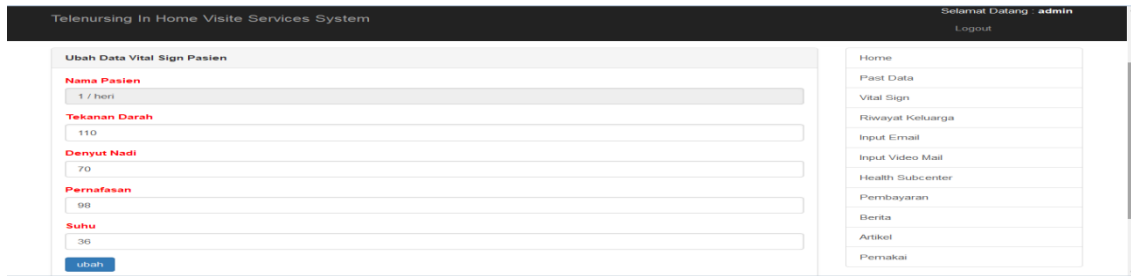 Telenursing In Home Visite Services System
Selamat Datang : admin
Logout
Ubah Data Vital Sign Pasien
Nama Pasien
1 / heri
Tekanan Darah
110
Denyut Nadi
70
Pernafasan
98
Suhu
36
ubah
Home
Past Data
Vital Sign
Riwayat Keluarga
Input Email
Input Video Mail
Health Subcenter
Pembayaran
Berita
Artikel
Pemakai